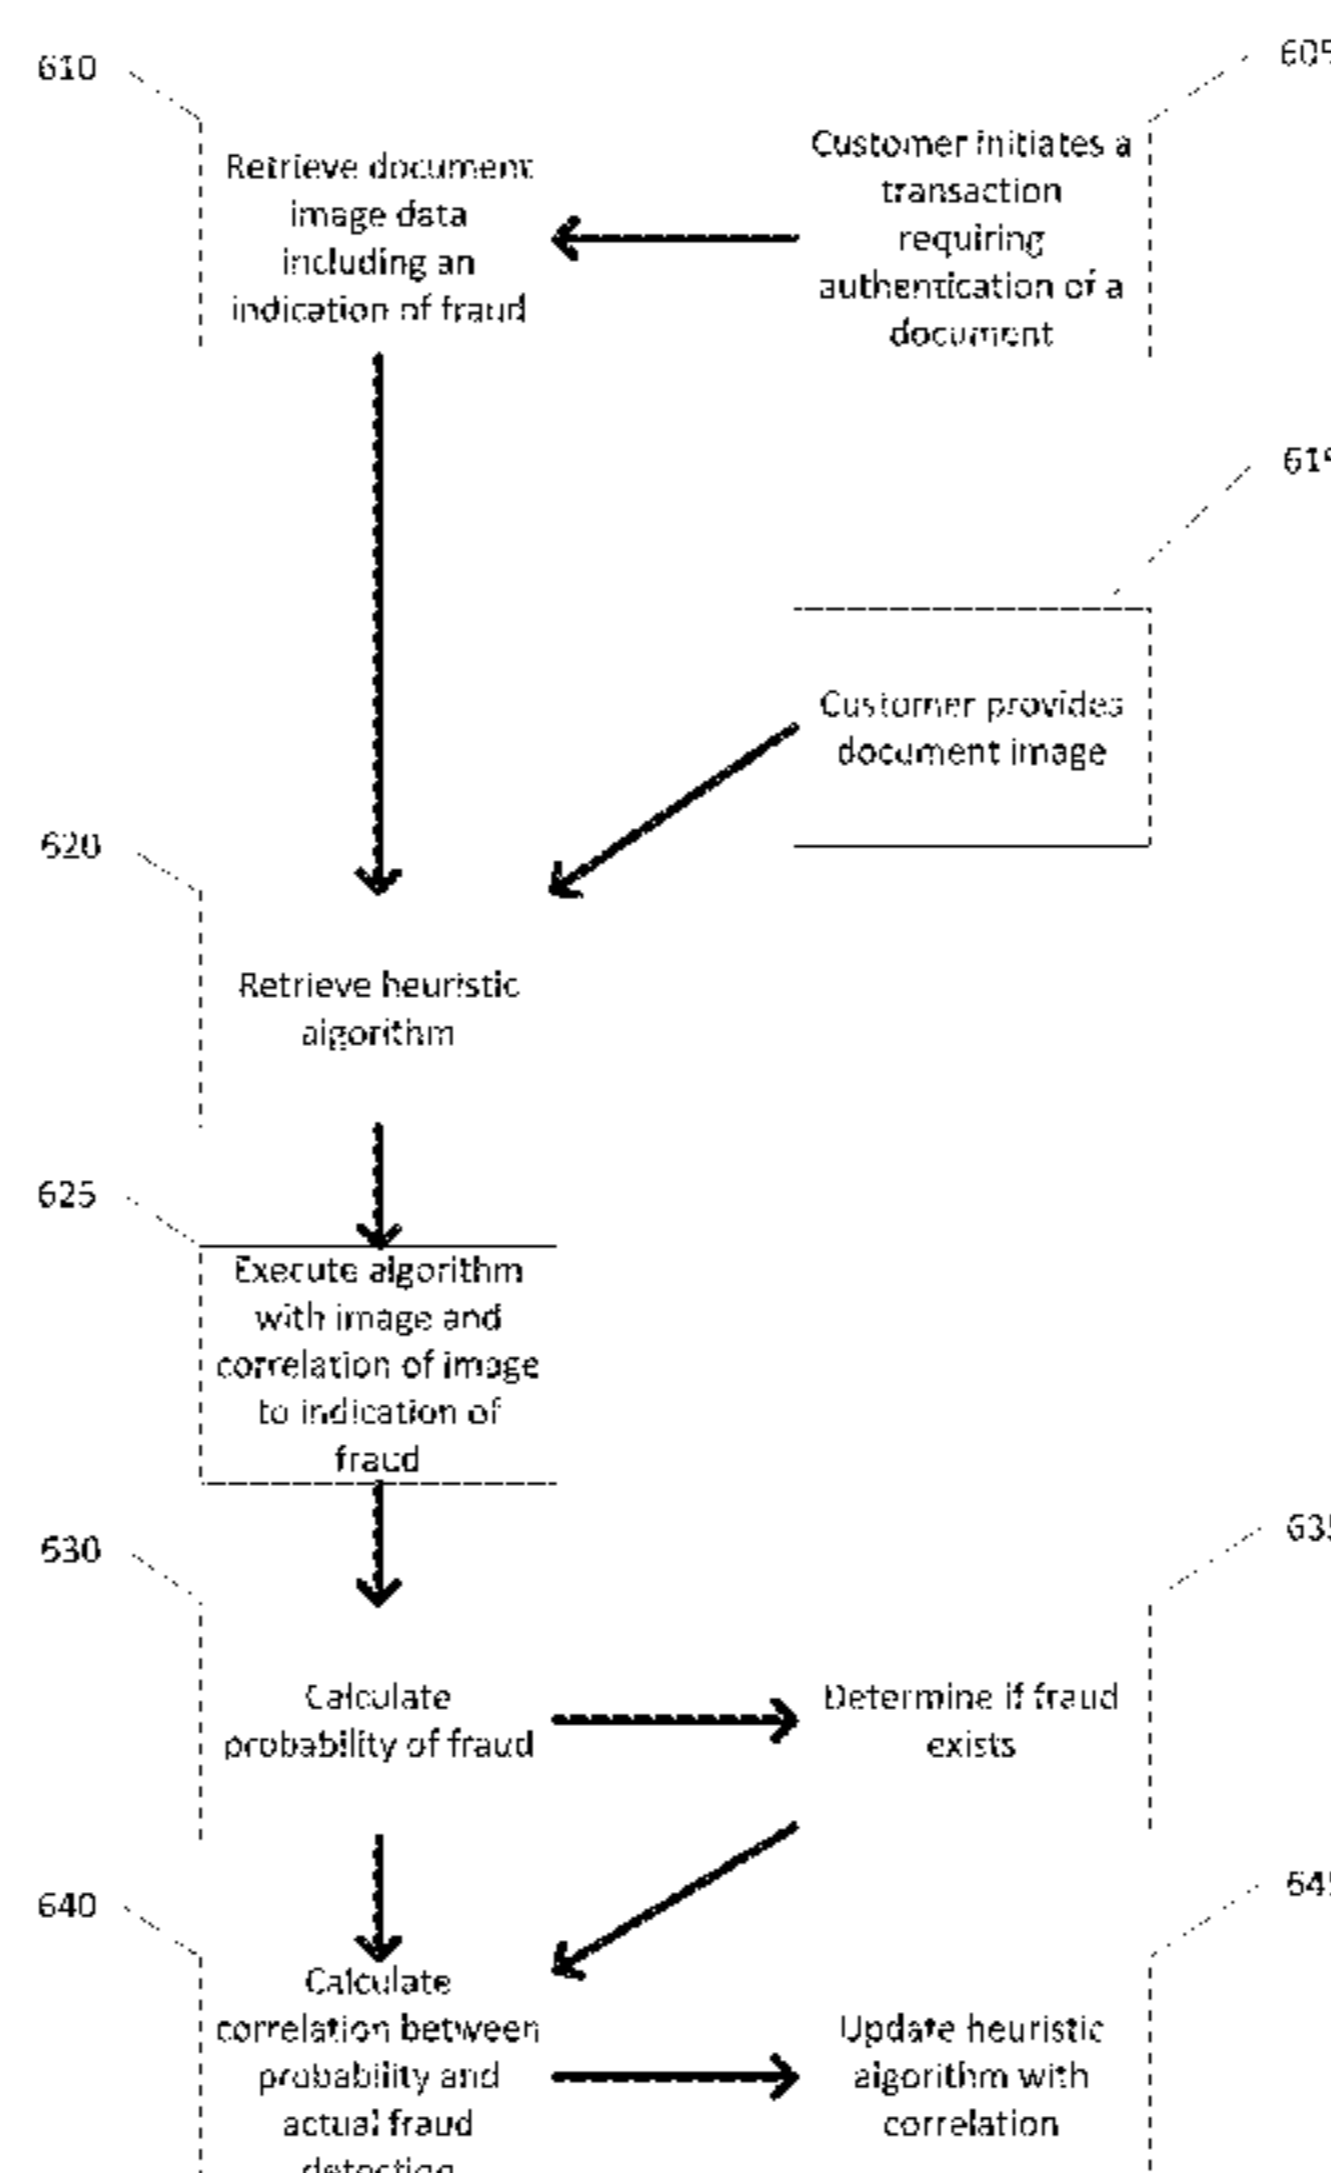 610
Retrieve document
image data
including an
indication of fraud
Customer initiates a
transaction
requiring
authentication of a
document
Customer provides
document image
620
Retrieve heuristic
algorithm
625
Execute algorithm
with image and
correlation of image
to indication of
fraud
630
Calculate
probability of fraud
Determine if fraud
exists
640
Calculate
correlation between
probability and
actual fraud
Update heuristic
algorithm with
correlation